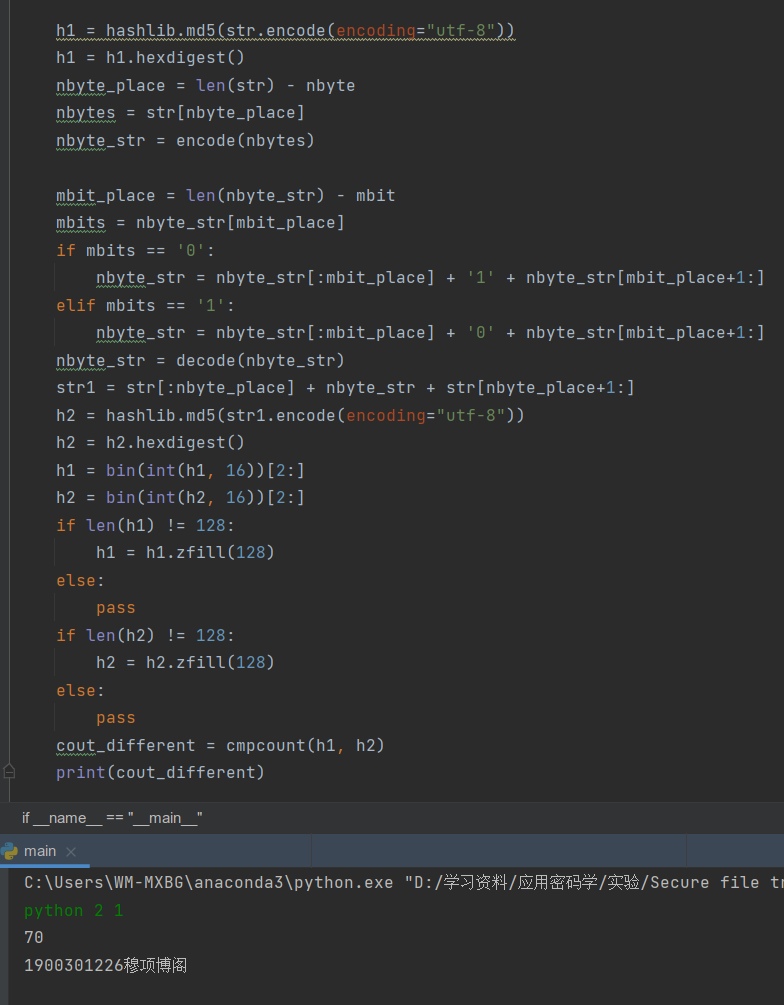 h1 = hashlib.md5(str.encode(encoding="utf-8"))
h1 = h1.hexdigest()
nbyte_place = len(str) - nbyte
nbytes = str[nbyte_place]
nbyte_str = encode(nbytes)
mbit_place = len(nbyte_str) - mbit
mbits = nbyte_str[mbit_place]
if mbits == '0':
nbyte_str = nbyte_str[:mbit_place] + '1' + nbyte_str[mbit_place+1:]
elif mbits == '1':
nbyte_str = nbyte_str[:mbit_place] + '0' + nbyte_str[mbit_place+1:]
nbyte_str = decode(nbyte_str)
str1 = str[:nbyte_place] + nbyte_str + str[nbyte_place+1:]
h2 = hashlib.md5(str1.encode(encoding="utf-8"))
h2 = h2.hexdigest()
h1 = bin(int(h1, 16))[2:]
h2 = bin(int(h2, 16))[2:]
if len(h1) != 128:
h1 = h1.zfill(128)
else:
pass
if len(h2) != 128:
h2 = h2.zfill(128)
else:
pass
cout_different = cmpcount(h1, h2)
print(cout_different)
if __name__ == "__main__"
main
C:\Users\WM-MXBG\anaconda3\python.exe "D:/学习资料/应用密码学/实验/Secure file
python 2 1
70
1900301226穆项博阁